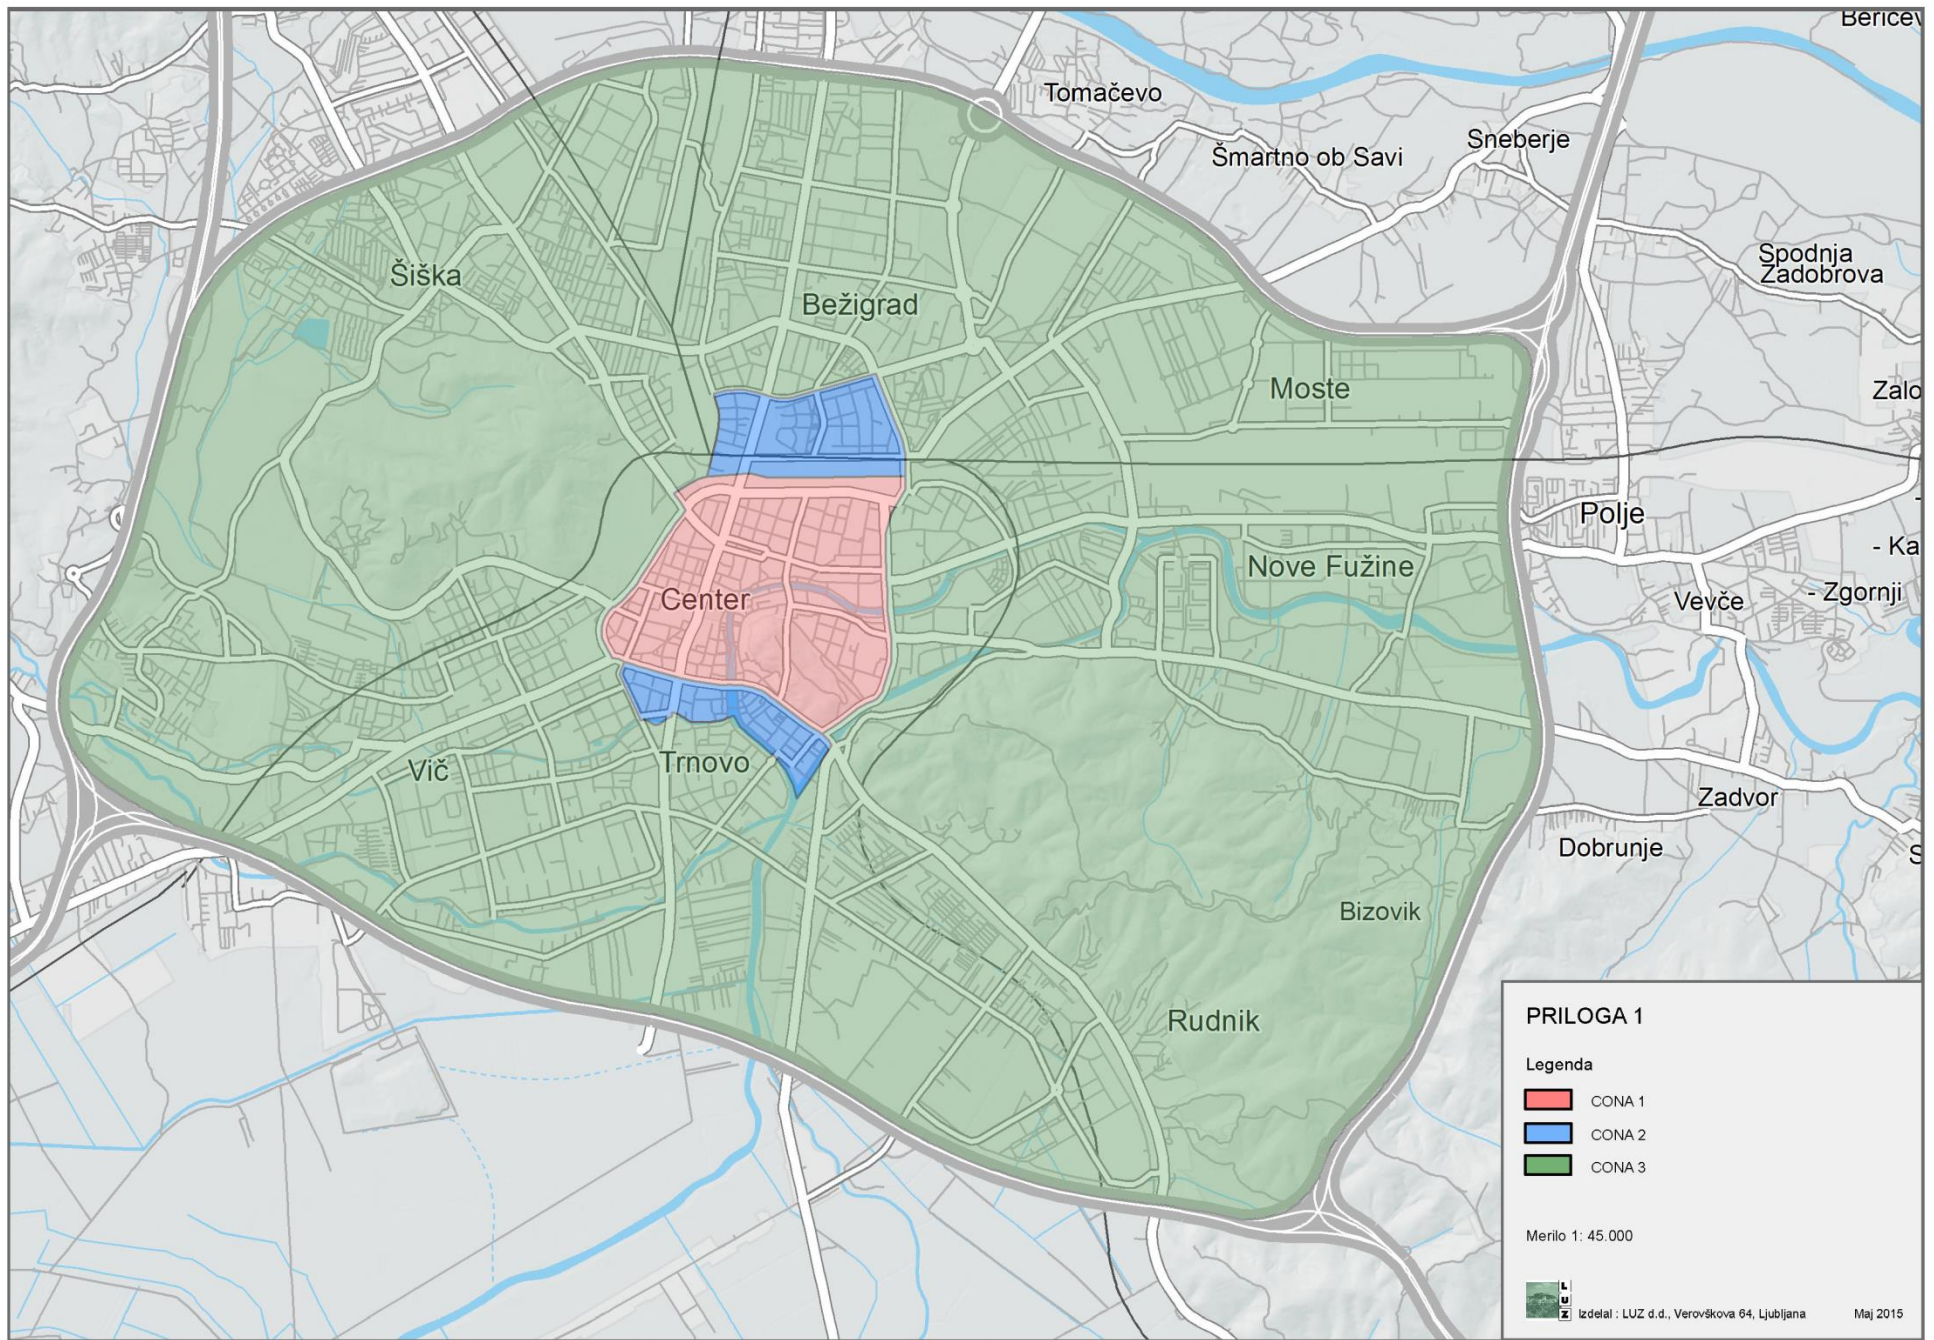 Tomačevo
Šmartno ob Savi
Sneberje
Spodnja
Zadobrova
Šiška
Bežigrad
Moste
Polje
Nove Fužine
- Ka
- Zgornji
Vevče
Center
Vič
Trnovo
Zadvor
Dobrunje
Bizovik
Rudnik
Zalo
PRILOGA 1
Legenda
CONA 1
CONA 2
CONA 3
Merilo 1: 45.000
LUZ
Izdelal : LUZ d.d., Verovškova 64, Ljubljana Maj 2015